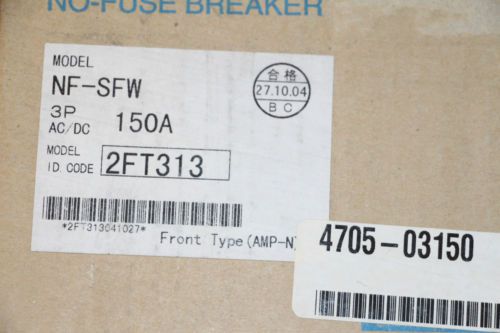 NO-FUSE BREAKER
MODEL
NF-SFW
3P
AC/DC 150A
MODEL
ID.CODE 2FT313
*2FT313041027*
Front Type(AMP-N)
合格
27.10.04
BC
4705-03150